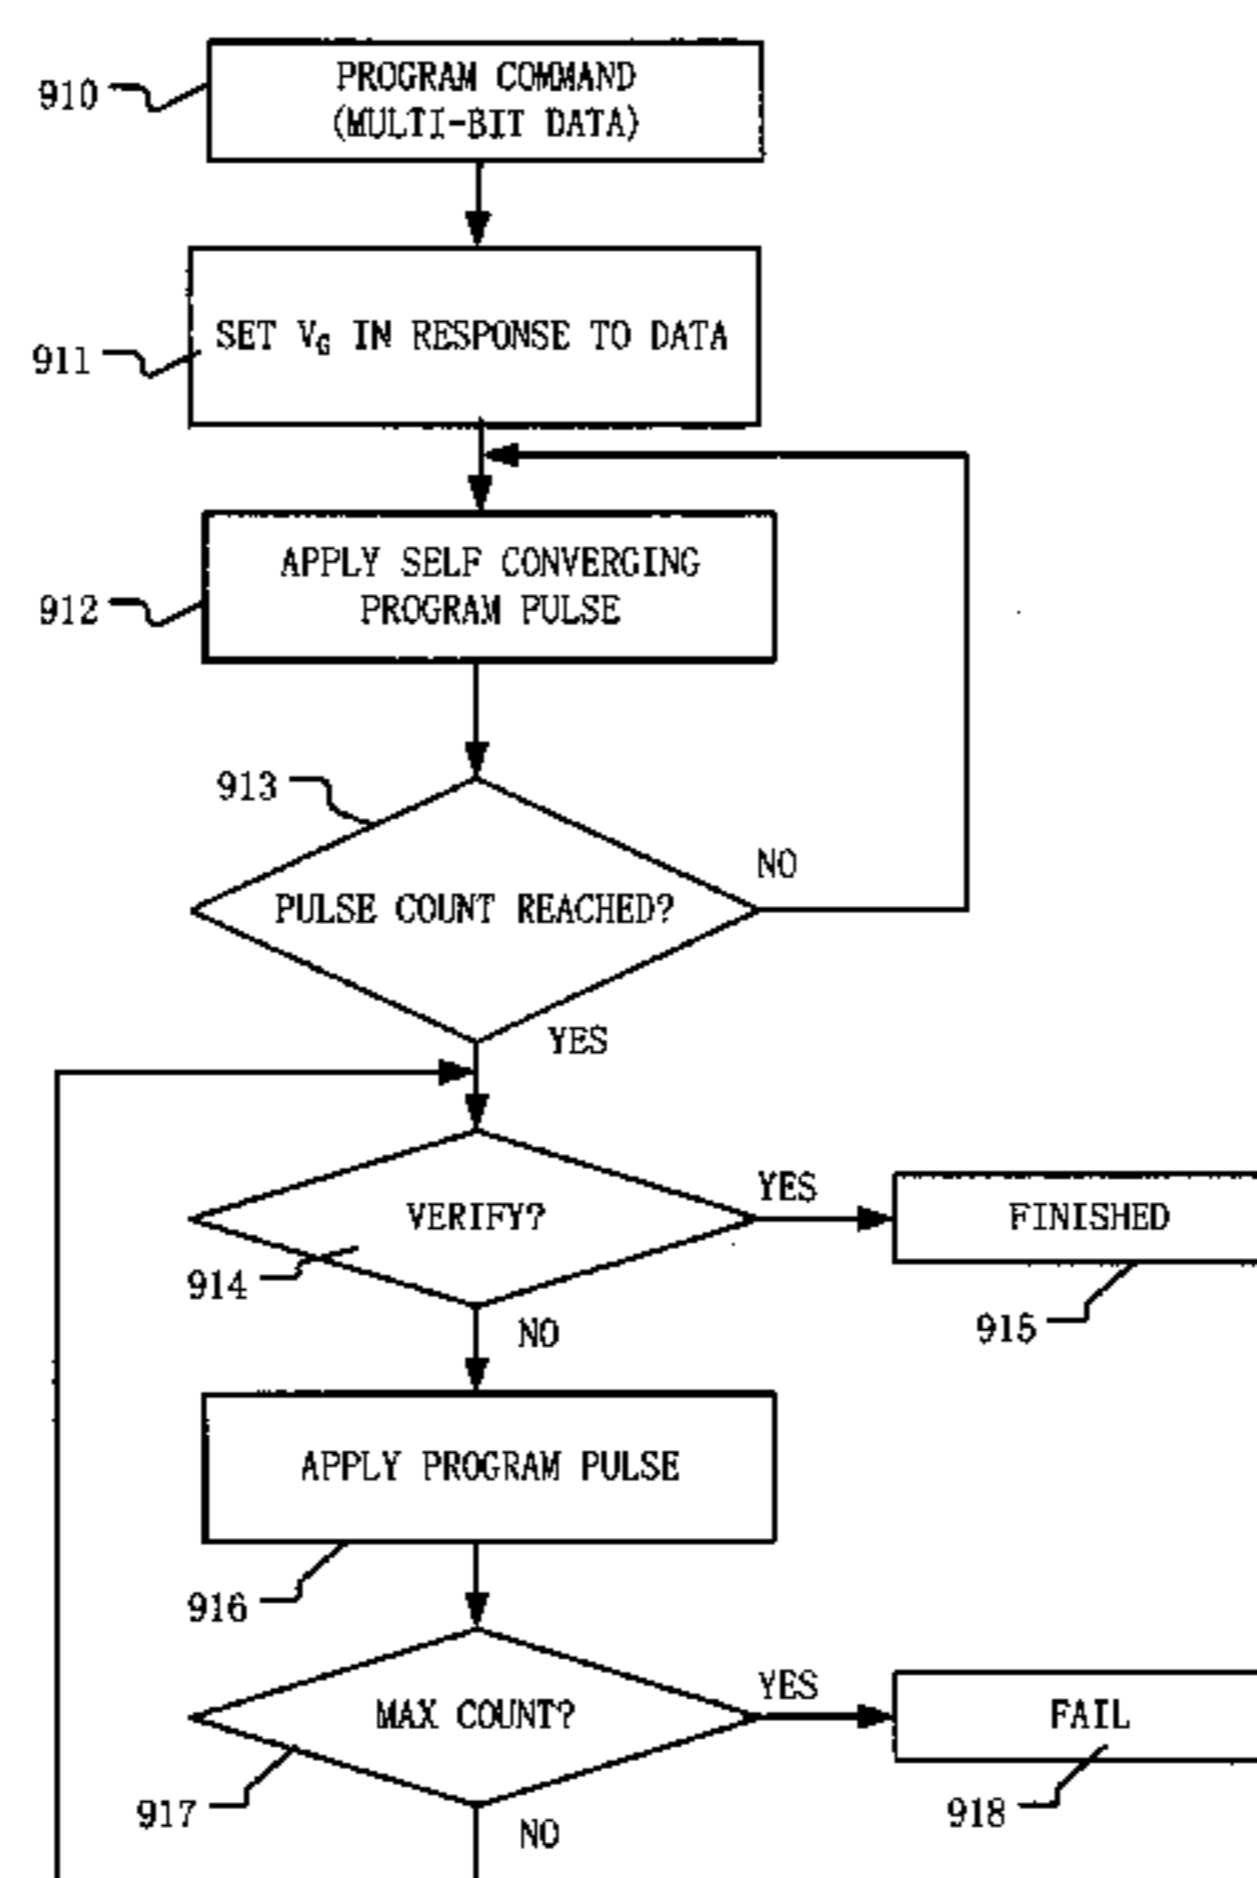 PROGRAM COMMAND
(MULTI-BIT DATA)
910
SET VG IN RESPONSE TO DATA
911
APPLY SELF CONVERGING
PROGRAM PULSE
912
913
NO
PULSE COUNT REACHED?
YES
YES
VERIFY?
FINISHED
914
915
NO
APPLY PROGRAM PULSE
916
YES
MAX COUNT?
FAIL
917
918
NO